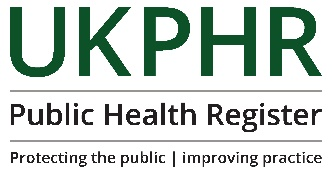 UKPHR
Public Health Register
Protecting the public | improving practice